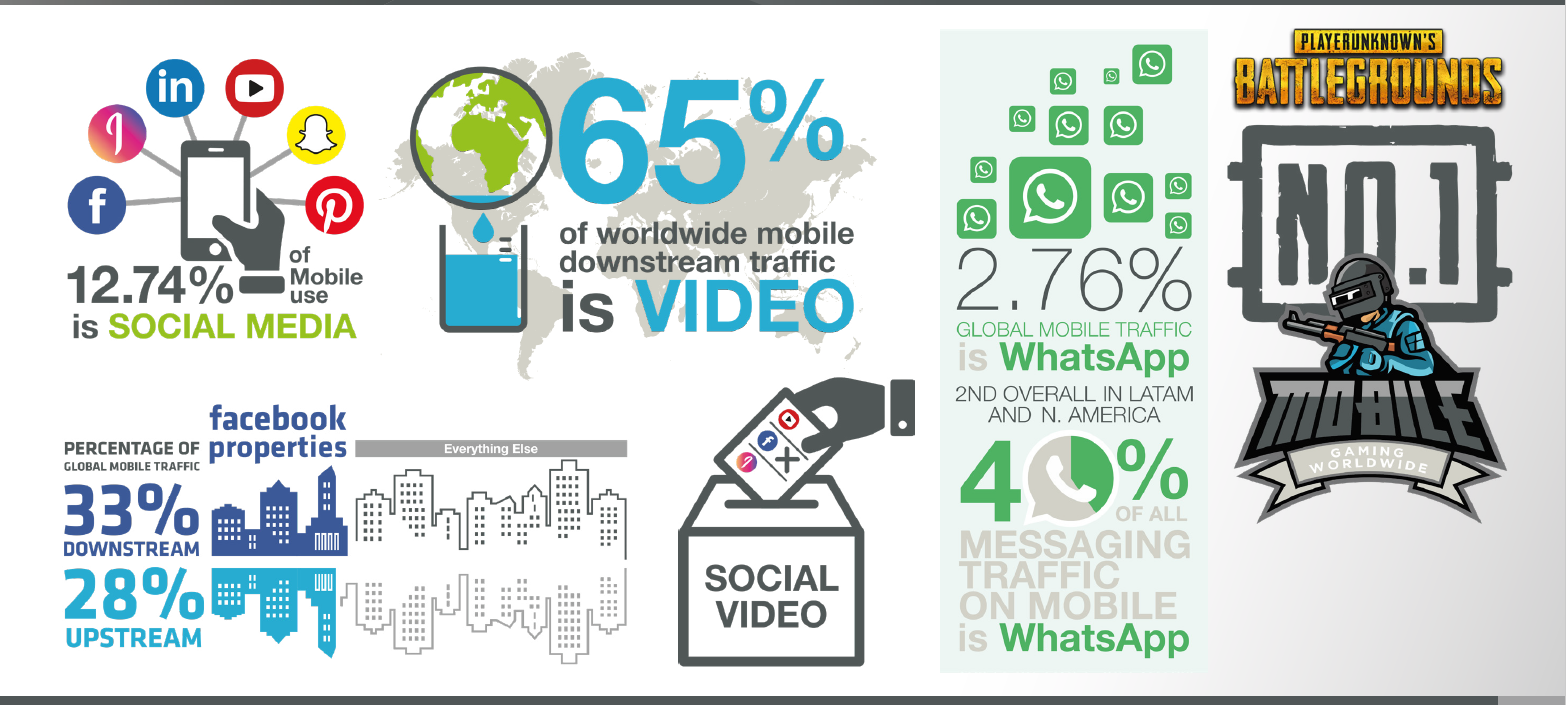 in
f
12.74%
of
Mobile
use
is SOCIAL MEDIA
65%
of worldwide mobile
downstream traffic
is VIDEO
facebook
properties
PERCENTAGE OF
GLOBAL MOBILE TRAFFIC
Everything Else
33%
DOWNSTREAM
28%
UPSTREAM
f
SOCIAL
VIDEO
2.76%
GLOBAL MOBILE TRAFFIC
is WhatsApp
2ND OVERALL IN LATAM
AND N. AMERICA
40%
OF ALL
MESSAGING
TRAFFIC
ON MOBILE
is WhatsApp
PLAYERUNKNOWN'S
BATTLEGROUNDS
NO.1
MOBILE
GAMING
WORLDWIDE